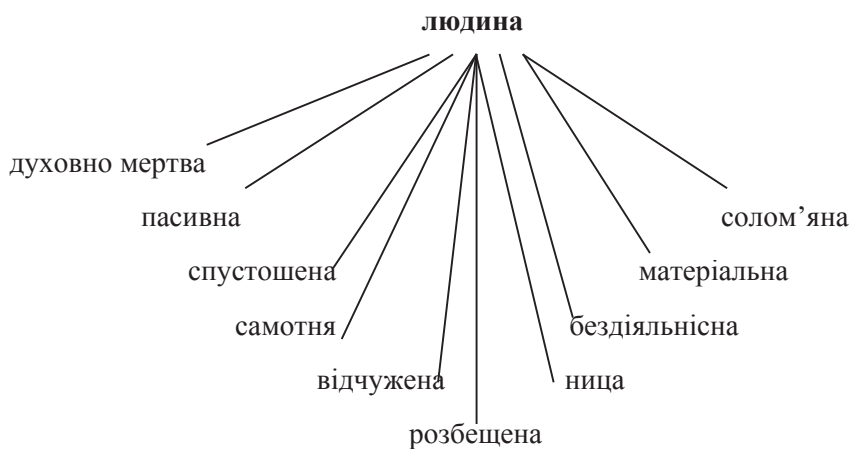 людина
духовно мертва
пасивна
солом’яна
спустошена
матеріальна
самотня
бездіяльнісна
відчужена
ница
розбещена